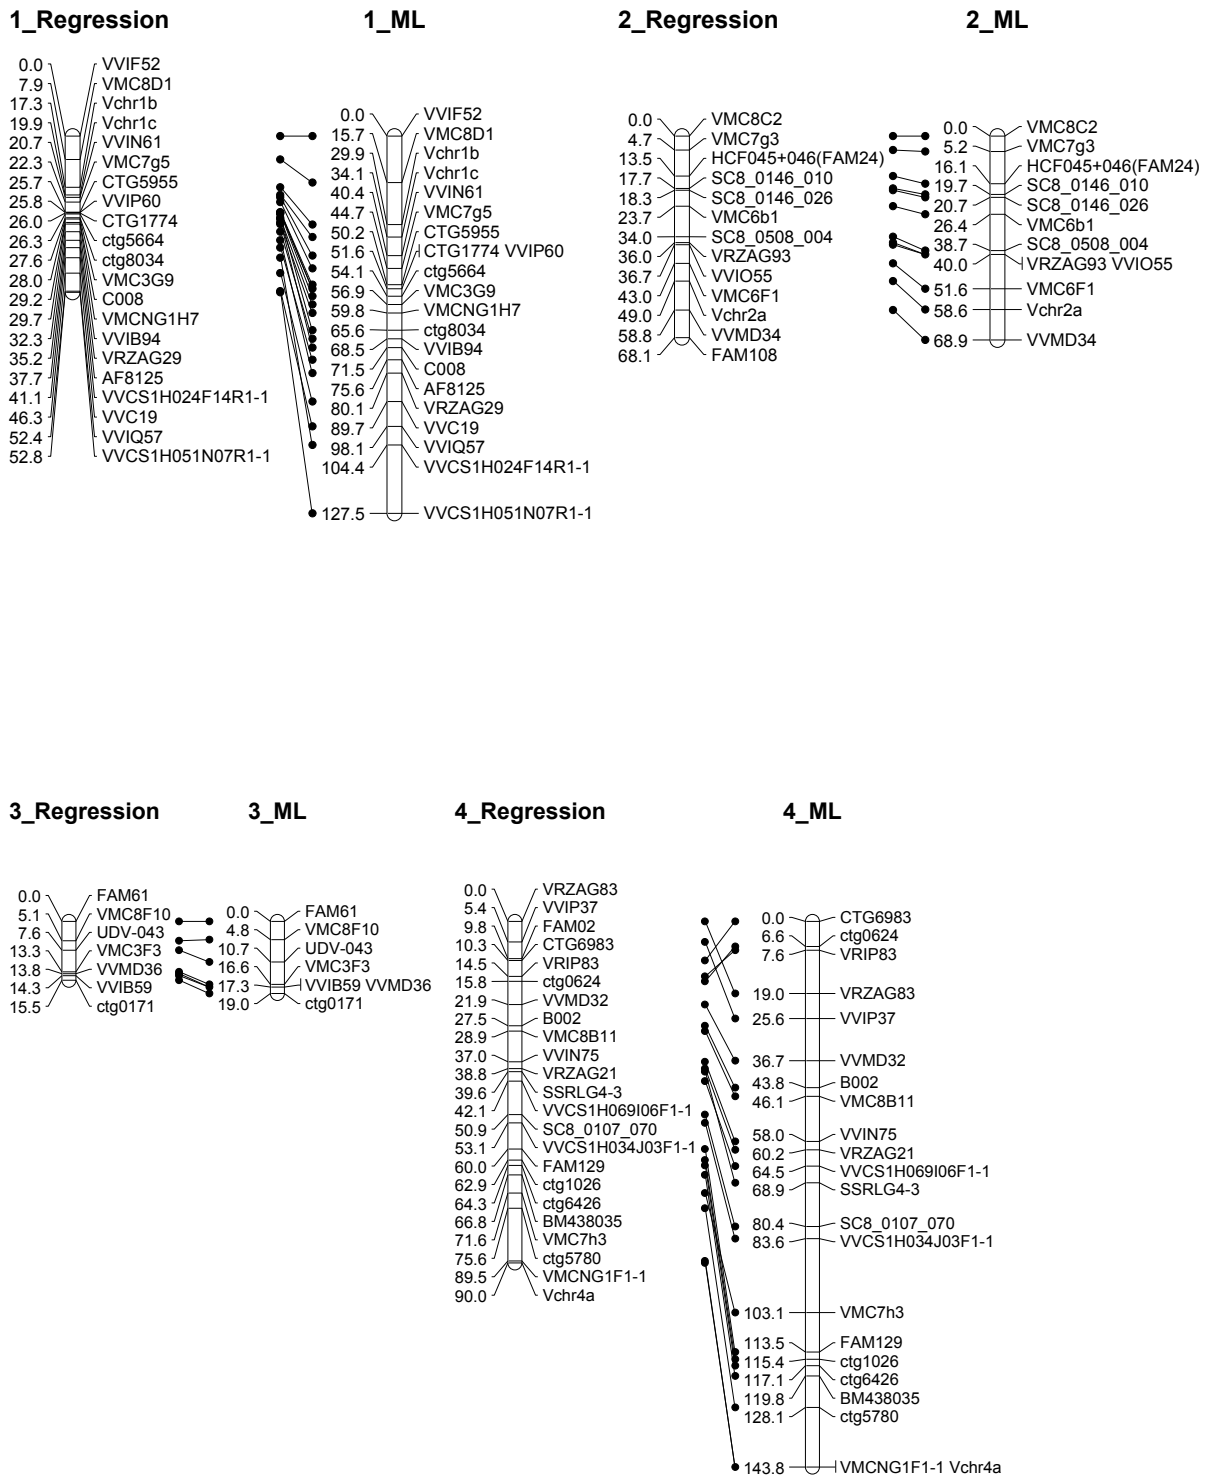 1_Regression
0.0 VVIF52
7.9 VMC8D1
17.3 Vchr1b
19.9 Vchr1c
20.7 VVIN61
22.3 VMC7g5
25.7 CTG5955
25.8 VVIP60
26.0 CTG1774
26.3 ctg5664
27.6 ctg8034
28.0 VMC3G9
29.2 C008
29.7 VMCNG1H7
32.3 VVIB94
35.2 VRZAG29
37.7 AF8125
41.1 VVCS1H024F14R1-1
46.3 VVC19
52.4 VVIQ57
52.8 VVCS1H051N07R1-1
1_ML
0.0 VVIF52
15.7 VMC8D1
29.9 Vchr1b
34.1 Vchr1c
40.4 VVIN61
44.7 VMC7g5
50.2 CTG5955
51.6 CTG1774 VVIP60
54.1 ctg5664
56.9 VMC3G9
59.8 VMCNG1H7
65.6 ctg8034
68.5 VVIB94
71.5 C008
75.6 AF8125
80.1 VRZAG29
89.7 VVC19
98.1 VVIQ57
104.4 VVCS1H024F14R1-1
127.5 VVCS1H051N07R1-1
2_Regression
0.0 VMC8C2
4.7 VMC7g3
13.5 HCF045+046(FAM24)
17.7 SC8_0146_010
18.3 SC8_0146_026
23.7 VMC6b1
34.0 SC8_0508_004
36.0 VRZAG93
36.7 VVIO55
43.0 VMC6F1
49.0 Vchr2a
58.8 VVMD34
68.1 FAM108
2_ML
0.0 VMC8C2
5.2 VMC7g3
16.1 HCF045+046(FAM24)
19.7 SC8_0146_010
20.7 SC8_0146_026
26.4 VMC6b1
38.7 SC8_0508_004
40.0 VRZAG93 VVIO55
51.6 VMC6F1
58.6 Vchr2a
68.9 VVMD34
3_Regression
0.0 FAM61
5.1 VMC8F10
7.6 UDV-043
13.3 VMC3F3
13.8 VVMD36
14.3 VVIB59
15.5 ctg0171
3_ML
0.0 FAM61
4.8 VMC8F10
10.7 UDV-043
16.6 VMC3F3
17.3 VVIB59 VVMD36
19.0 ctg0171
4_Regression
0.0 VRZAG83
5.4 VVIP37
9.8 FAM02
10.3 CTG6983
14.5 VRIP83
15.8 ctg0624
21.9 VVMD32
27.5 B002
28.9 VMC8B11
37.0 VVIN75
38.8 VRZAG21
39.6 SSRLG4-3
42.1 VVCS1H069I06F1-1
50.9 SC8_0107_070
53.1 VVCS1H034J03F1-1
60.0 FAM129
62.9 ctg1026
64.3 ctg6426
66.8 BM438035
71.6 VMC7h3
75.6 ctg5780
89.5 VMCNG1F1-1
90.0 Vchr4a
4_ML
0.0 CTG6983
6.6 ctg0624
7.6 VRIP83
19.0 VRZAG83
25.6 VVIP37
36.7 VVMD32
43.8 B002
46.1 VMC8B11
58.0 VVIN75
60.2 VRZAG21
64.5 VVCS1H069I06F1-1
68.9 SSRLG4-3
80.4 SC8_0107_070
83.6 VVCS1H034J03F1-1
103.1 VMC7h3
113.5 FAM129
115.4 ctg1026
117.1 ctg6426
119.8 BM438035
128.1 ctg5780
143.8 VMCNG1F1-1 Vchr4a